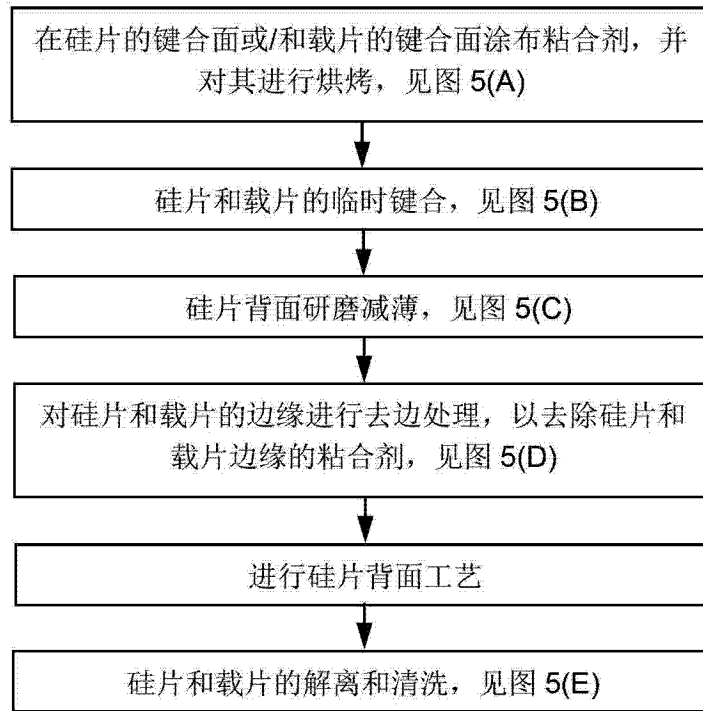 在硅片的键合面或/和载片的键合面涂布粘合剂，并
对其进行烘烤，见图 5(A)
硅片和载片的临时键合，见图 5(B)
硅片背面研磨减薄，见图 5(C)
对硅片和载片的边缘进行去边处理，以去除硅片和
载片边缘的粘合剂，见图 5(D)
进行硅片背面工艺
硅片和载片的解离和清洗，见图 5(E)